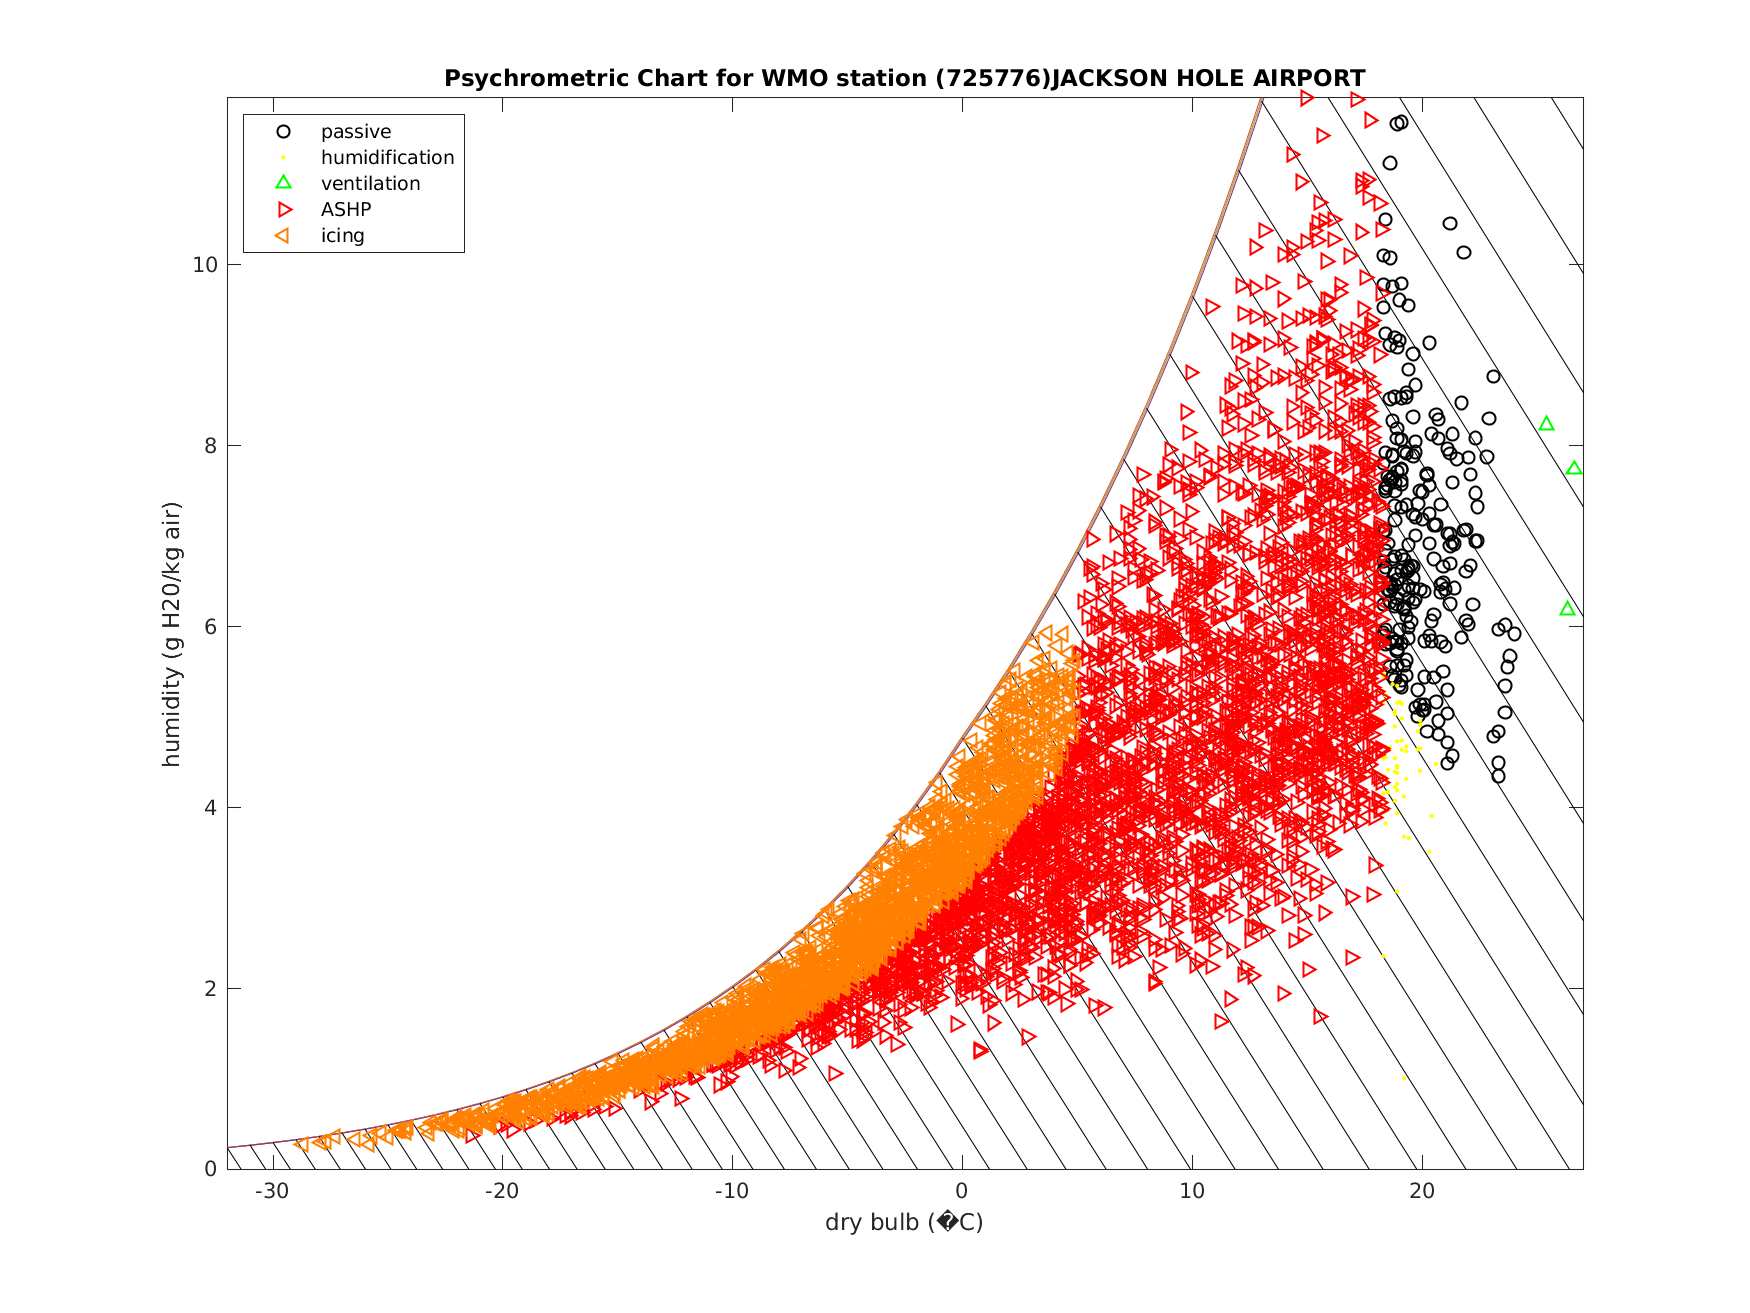 Psychrometric Chart for WMO station (725776)JACKSON HOLE AIRPORT
passive
humidification
ventilation
ASHP
icing
humidity (g H20/kg air)
10
8
6
4
2
0
-30 -20 -10 0 10 20
dry bulb (�C)